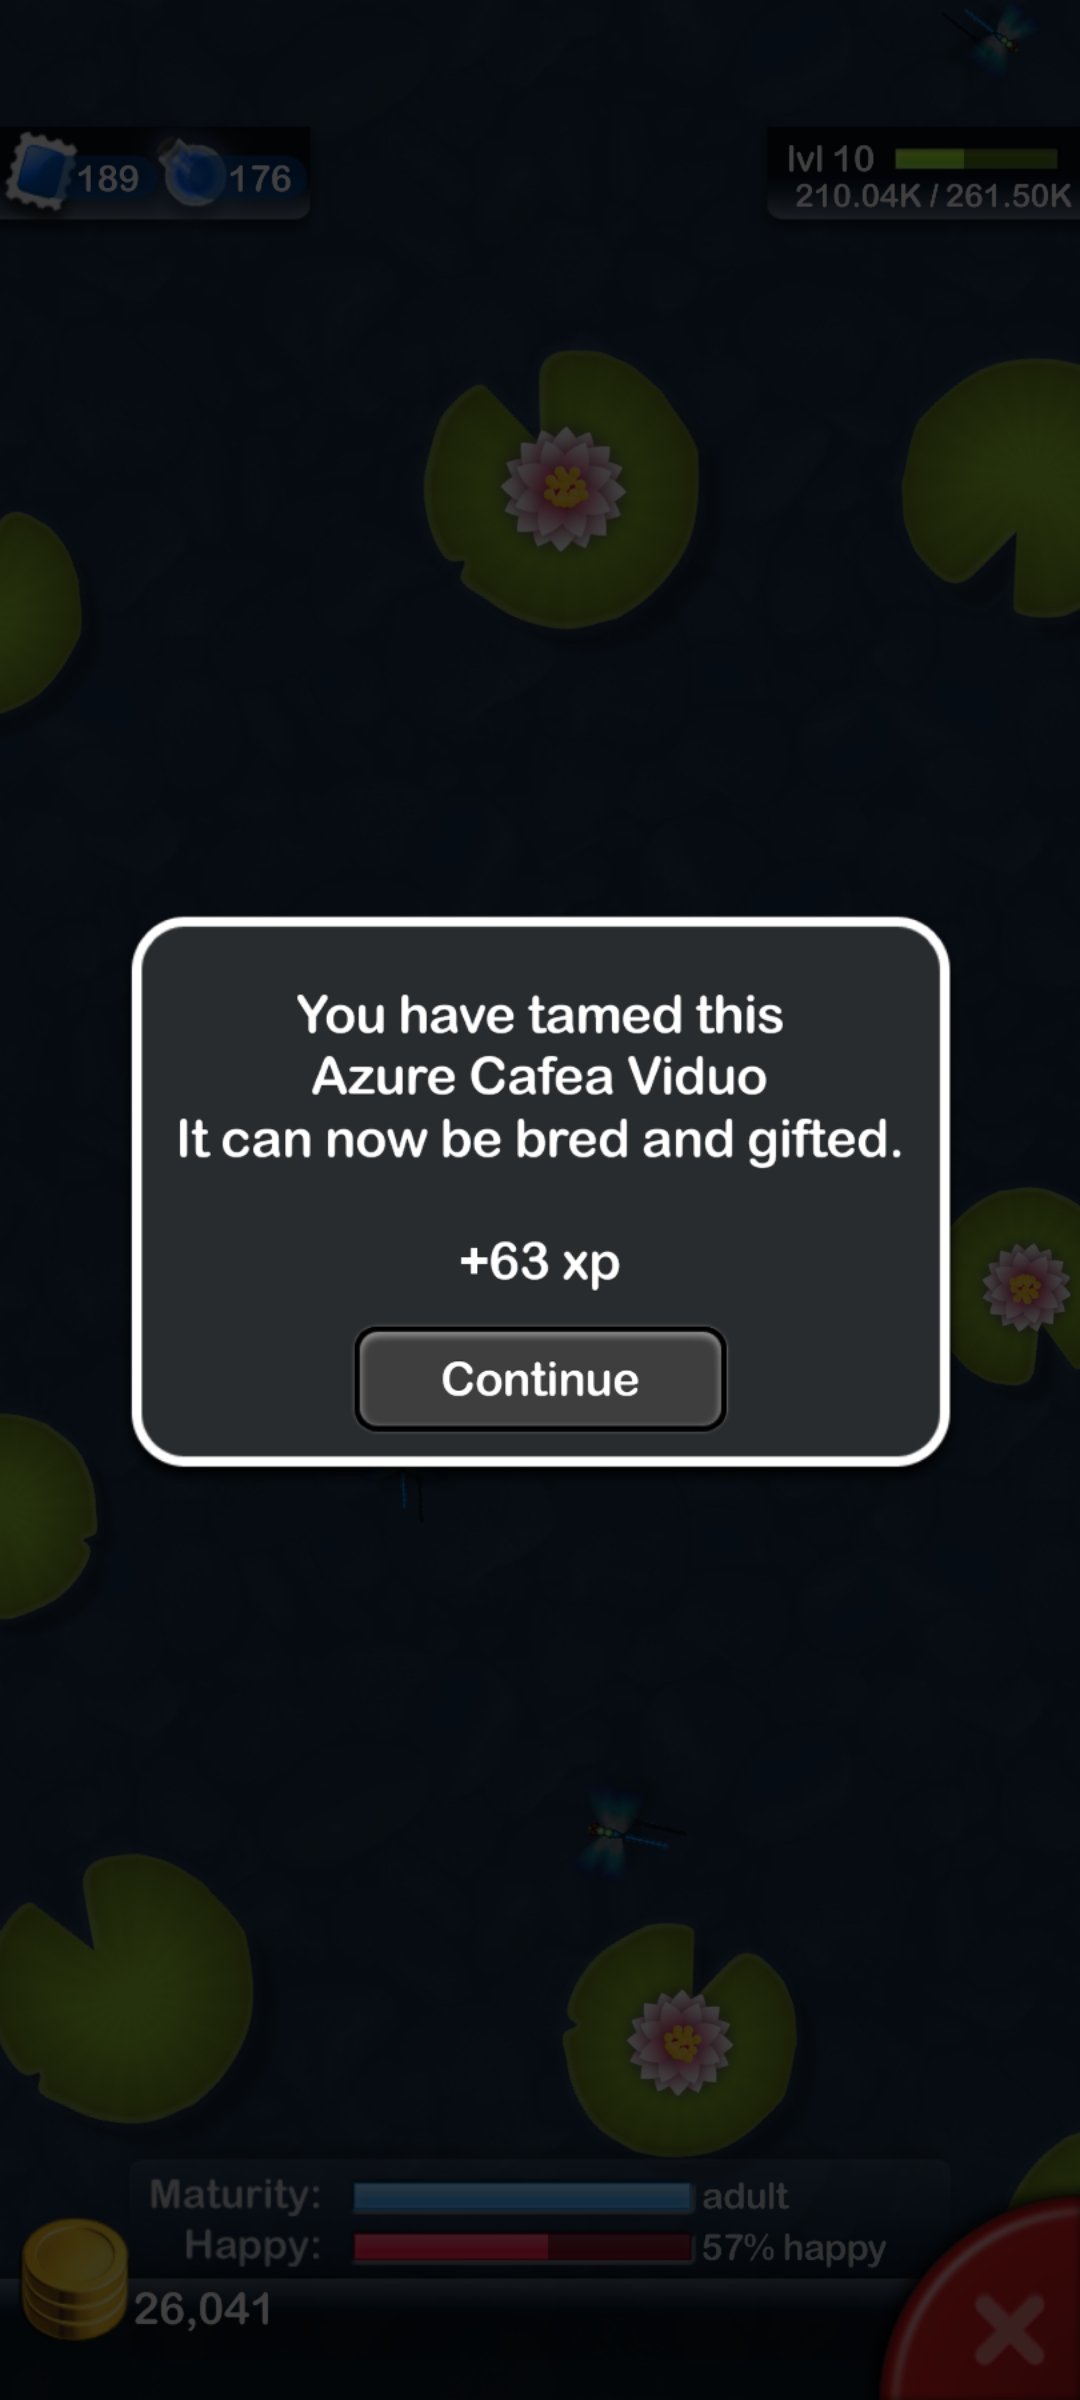 189 176
lvl 10
210.04K / 261.50K
You have tamed this
Azure Cafea Viduo
It can now be bred and gifted.
+63 xp
Continue
Maturity: adult
Happy: 57% happy
26,041